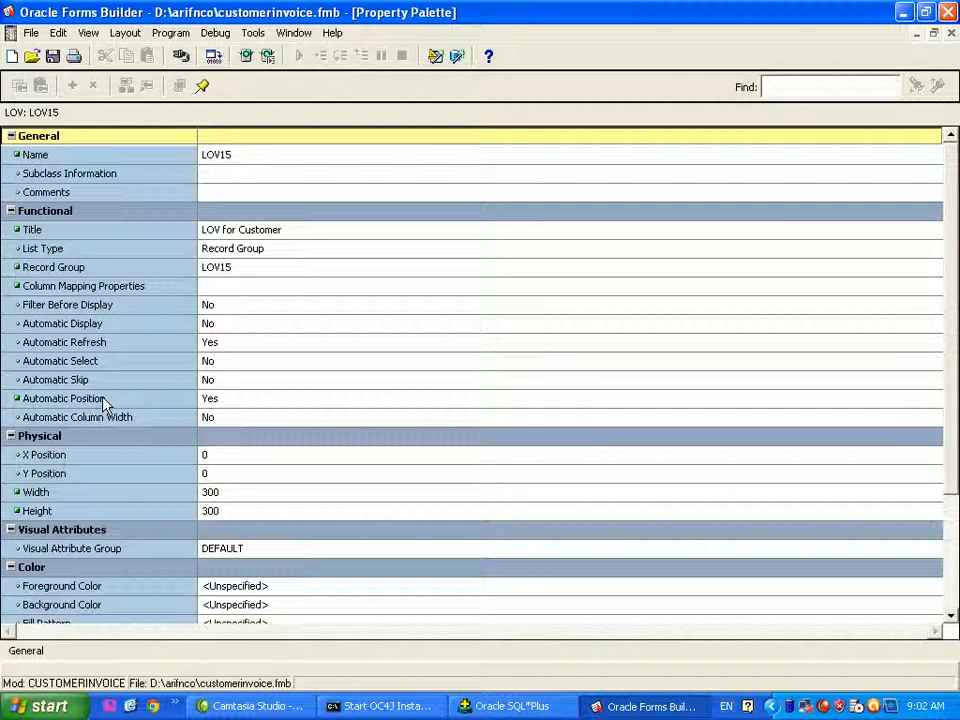 Oracle Forms Builder - D:\arifnco\customerinvoice.fmb - [Property Palette]
File Edit View Layout Program Debug Tools Window Help
Find:
LOV: LOV15
General
Name LOV15
Subclass Information
Comments
Functional
Title LOV for Customer
List Type Record Group
Record Group LOV15
Column Mapping Properties
Filter Before Display No
Automatic Display No
Automatic Refresh Yes
Automatic Select No
Automatic Skip No
Automatic Position Yes
Automatic Column Width No
Physical
X Position 0
Y Position 0
Width 300
Height 300
Visual Attributes
Visual Attribute Group DEFAULT
Color
Foreground Color <Unspecified>
Background Color <Unspecified>
Fill Pattern <Unspecified>
General
Mod: CUSTOMERINVOICE File: D:\arifnco\customerinvoice.fmb
start Camtasia Studio - ... Start OC4J Insta... Oracle SQL*Plus Oracle Forms Buil... EN 9:02 AM